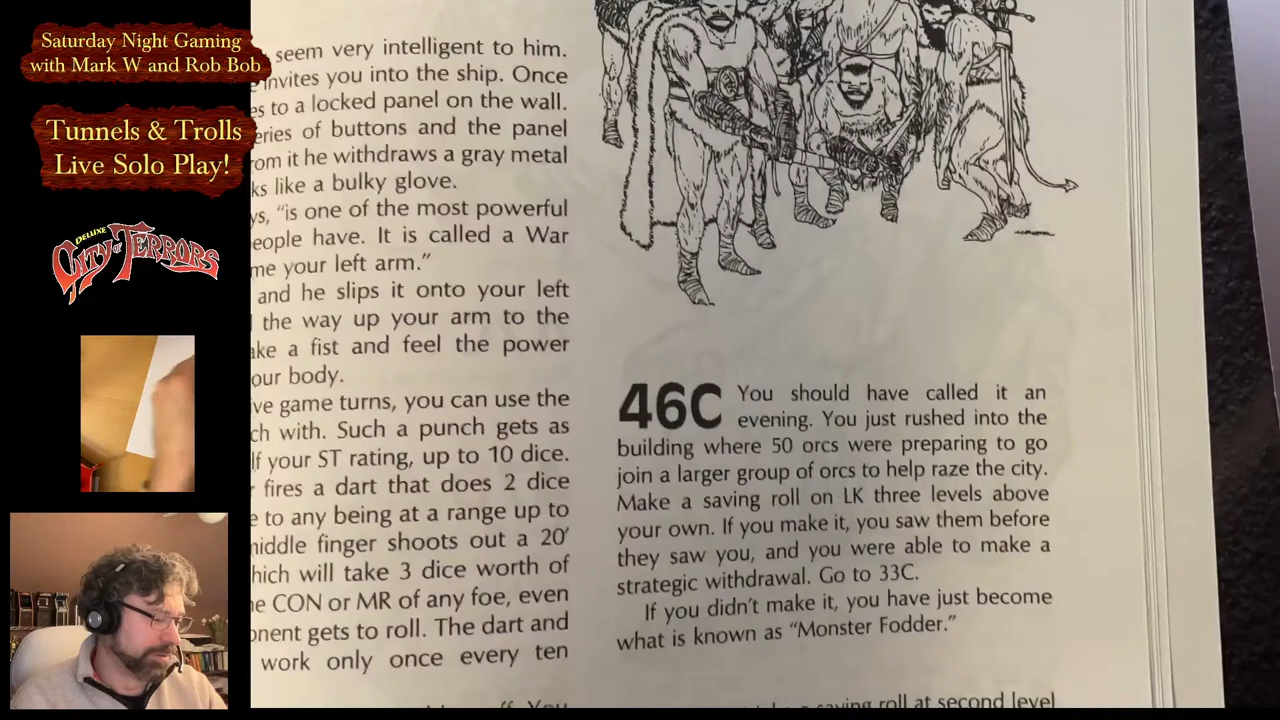 Saturday Night Gaming
with Mark W and Rob Bob
Tunnels & Trolls
Live Solo Play!
DELUXE
City of Terrors
seem very intelligent to him.
invites you into the ship. Once
es to a locked panel on the wall.
eries of buttons and the panel
rom it he withdraws a gray metal
ks like a bulky glove.
ys, “is one of the most powerful
eople have. It is called a War
me your left arm.”
and he slips it onto your left
the way up your arm to the
ake a fist and feel the power
our body.
ve game turns, you can use the
ch with. Such a punch gets as
lf your ST rating, up to 10 dice.
fires a dart that does 2 dice
e to any being at a range up to
niddle finger shoots out a 20’
hich will take 3 dice worth of
e CON or MR of any foe, even
onent gets to roll. The dart and
work only once every ten
46C You should have called it an
evening. You just rushed into the
building where 50 orcs were preparing to go
join a larger group of orcs to help raze the city.
Make a saving roll on LK three levels above
your own. If you make it, you saw them before
they saw you, and you were able to make a
strategic withdrawal. Go to 33C.
If you didn’t make it, you have just become
what is known as “Monster Fodder.”
saving roll at second level